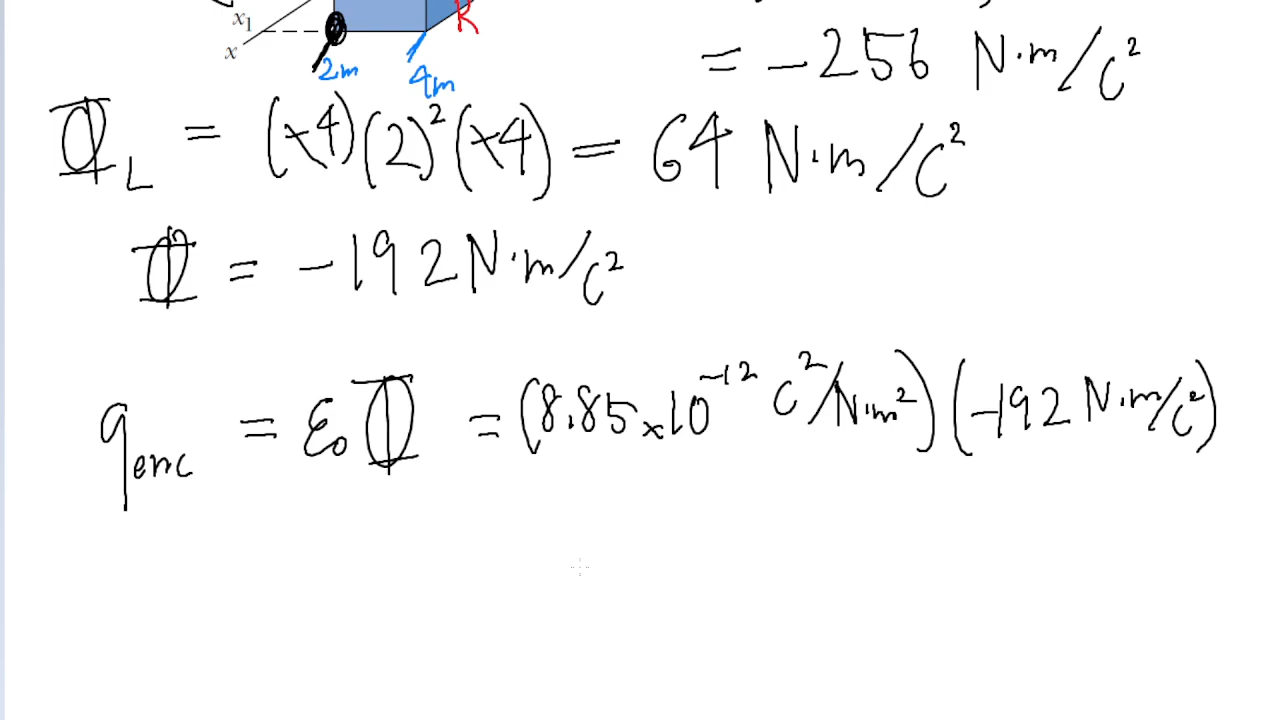 x₁
x
R
2m
4m
= -256 N·m/C²
Φ_L = (+4)(2)²(+4) = 64 N·m/C²
Φ = -192 N·m/C²
q_enc = ε₀Φ = (8.85×10⁻¹² C²/N·m²)(-192 N·m/C²)